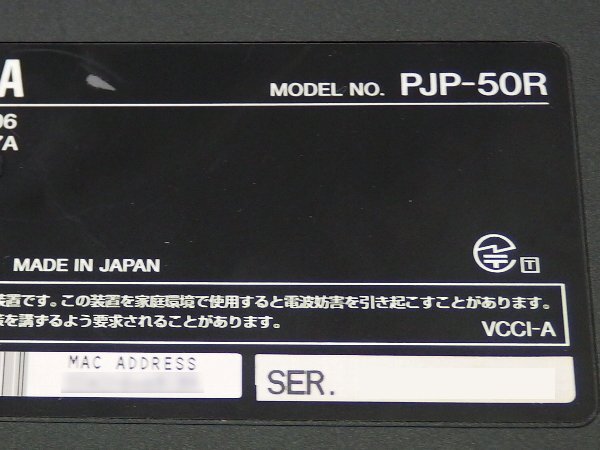 A MODEL NO. PJP-50R
96
7A
MADE IN JAPAN
T
装置です。この装置を家庭環境で使用すると電波妨害を引き起こすことがあります。
策を講ずるよう要求されることがあります。
VCCI-A
MAC ADDRESS
SER.